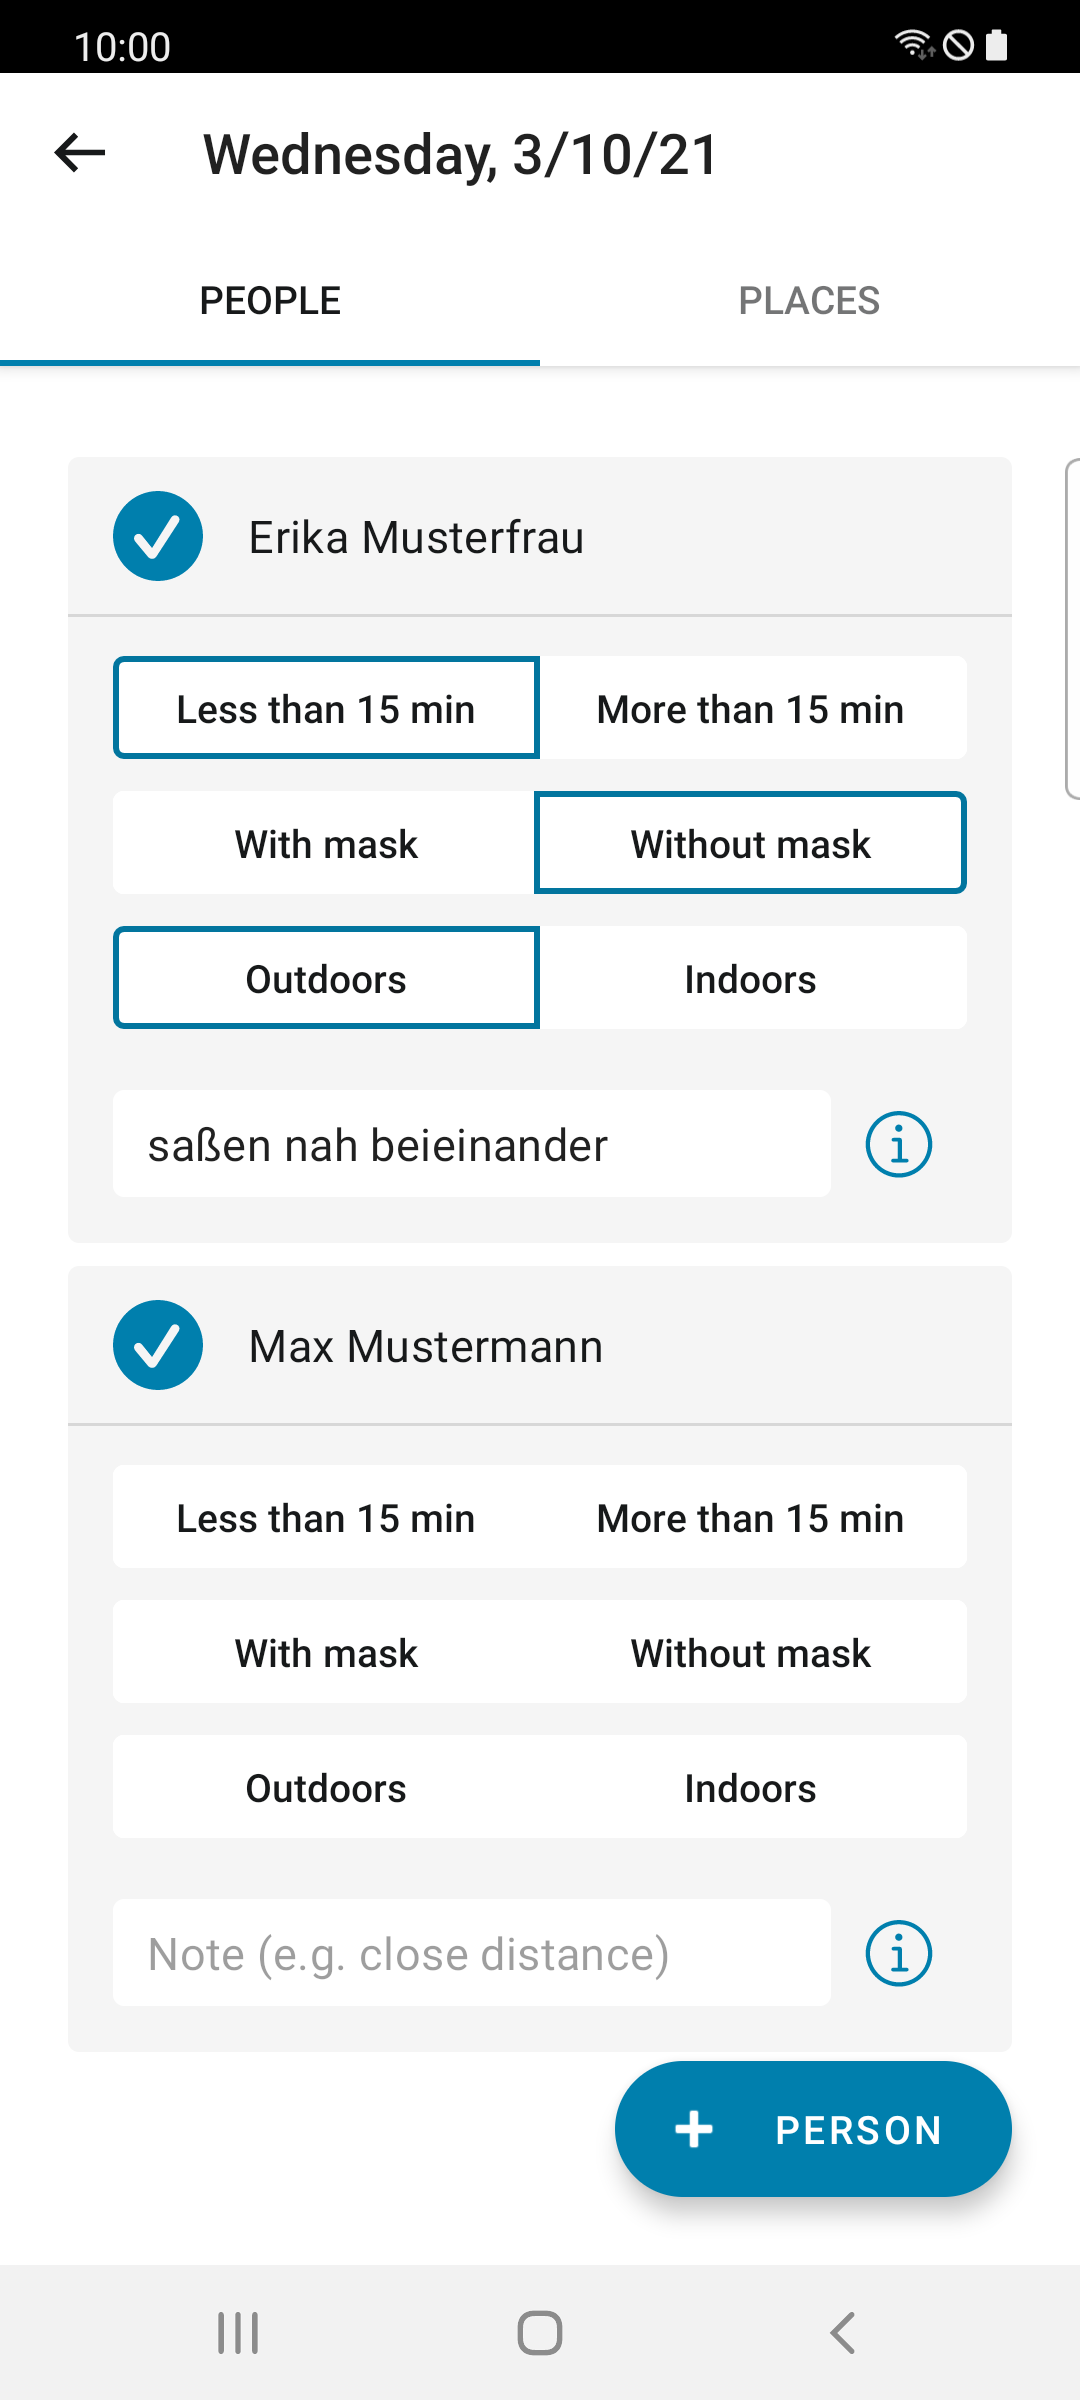 10:00
Wednesday, 3/10/21
PEOPLE PLACES
Erika Musterfrau
Less than 15 min More than 15 min
With mask Without mask
Outdoors Indoors
saßen nah beieinander
Max Mustermann
Less than 15 min More than 15 min
With mask Without mask
Outdoors Indoors
Note (e.g. close distance)
+ PERSON